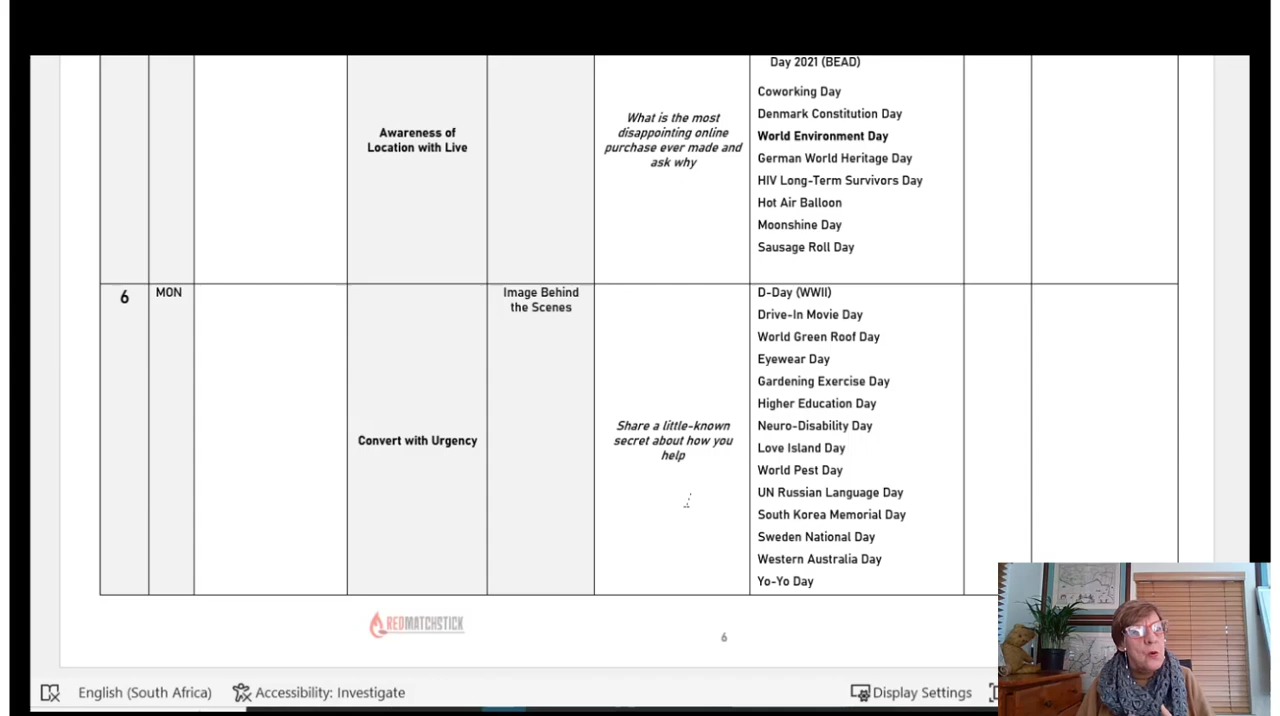 Day 2021 (BEAD)
Awareness of
Location with Live
What is the most
disappointing online
purchase ever made and
ask why
Coworking Day
Denmark Constitution Day
World Environment Day
German World Heritage Day
HIV Long-Term Survivors Day
Hot Air Balloon
Moonshine Day
Sausage Roll Day
6
MON
Convert with Urgency
Image Behind
the Scenes
Share a little-known
secret about how you
help
D-Day (WWII)
Drive-In Movie Day
World Green Roof Day
Eyewear Day
Gardening Exercise Day
Higher Education Day
Neuro-Disability Day
Love Island Day
World Pest Day
UN Russian Language Day
South Korea Memorial Day
Sweden National Day
Western Australia Day
Yo-Yo Day
REDMATCHSTICK
6
English (South Africa)
Accessibility: Investigate
Display Settings